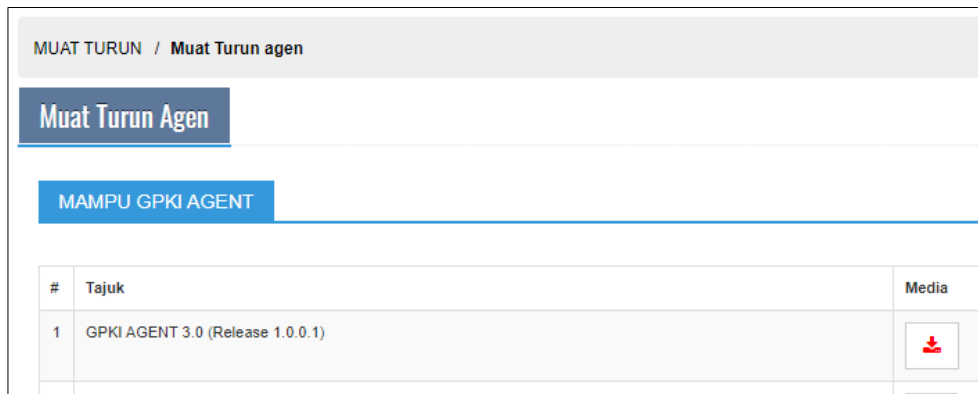 MUAT TURUN / Muat Turun agen
Muat Turun Agen
MAMPU GPKI AGENT
# Tajuk Media
1 GPKI AGENT 3.0 (Release 1.0.0.1)